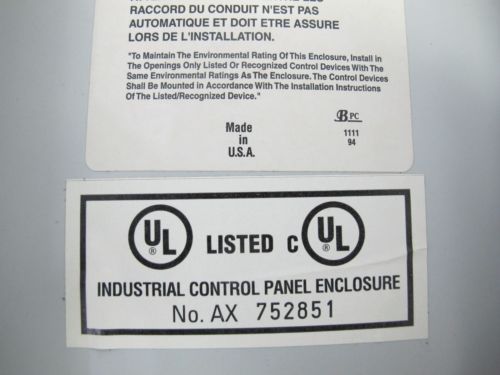 RACCORD DU CONDUIT N'EST PAS
AUTOMATIQUE ET DOIT ETRE ASSURE
LORS DE L'INSTALLATION.
"To Maintain The Environmental Rating Of This Enclosure, Install in
The Openings Only Listed Or Recognized Control Devices With The
Same Environmental Ratings As The Enclosure. The Control Devices
Shall Be Mounted in Accordance With The Installation Instructions
Of The Listed/Recognized Device."
Made
in
U.S.A.
PC
1111
94
UL ® LISTED C UL ®
INDUSTRIAL CONTROL PANEL ENCLOSURE
No. AX 752851